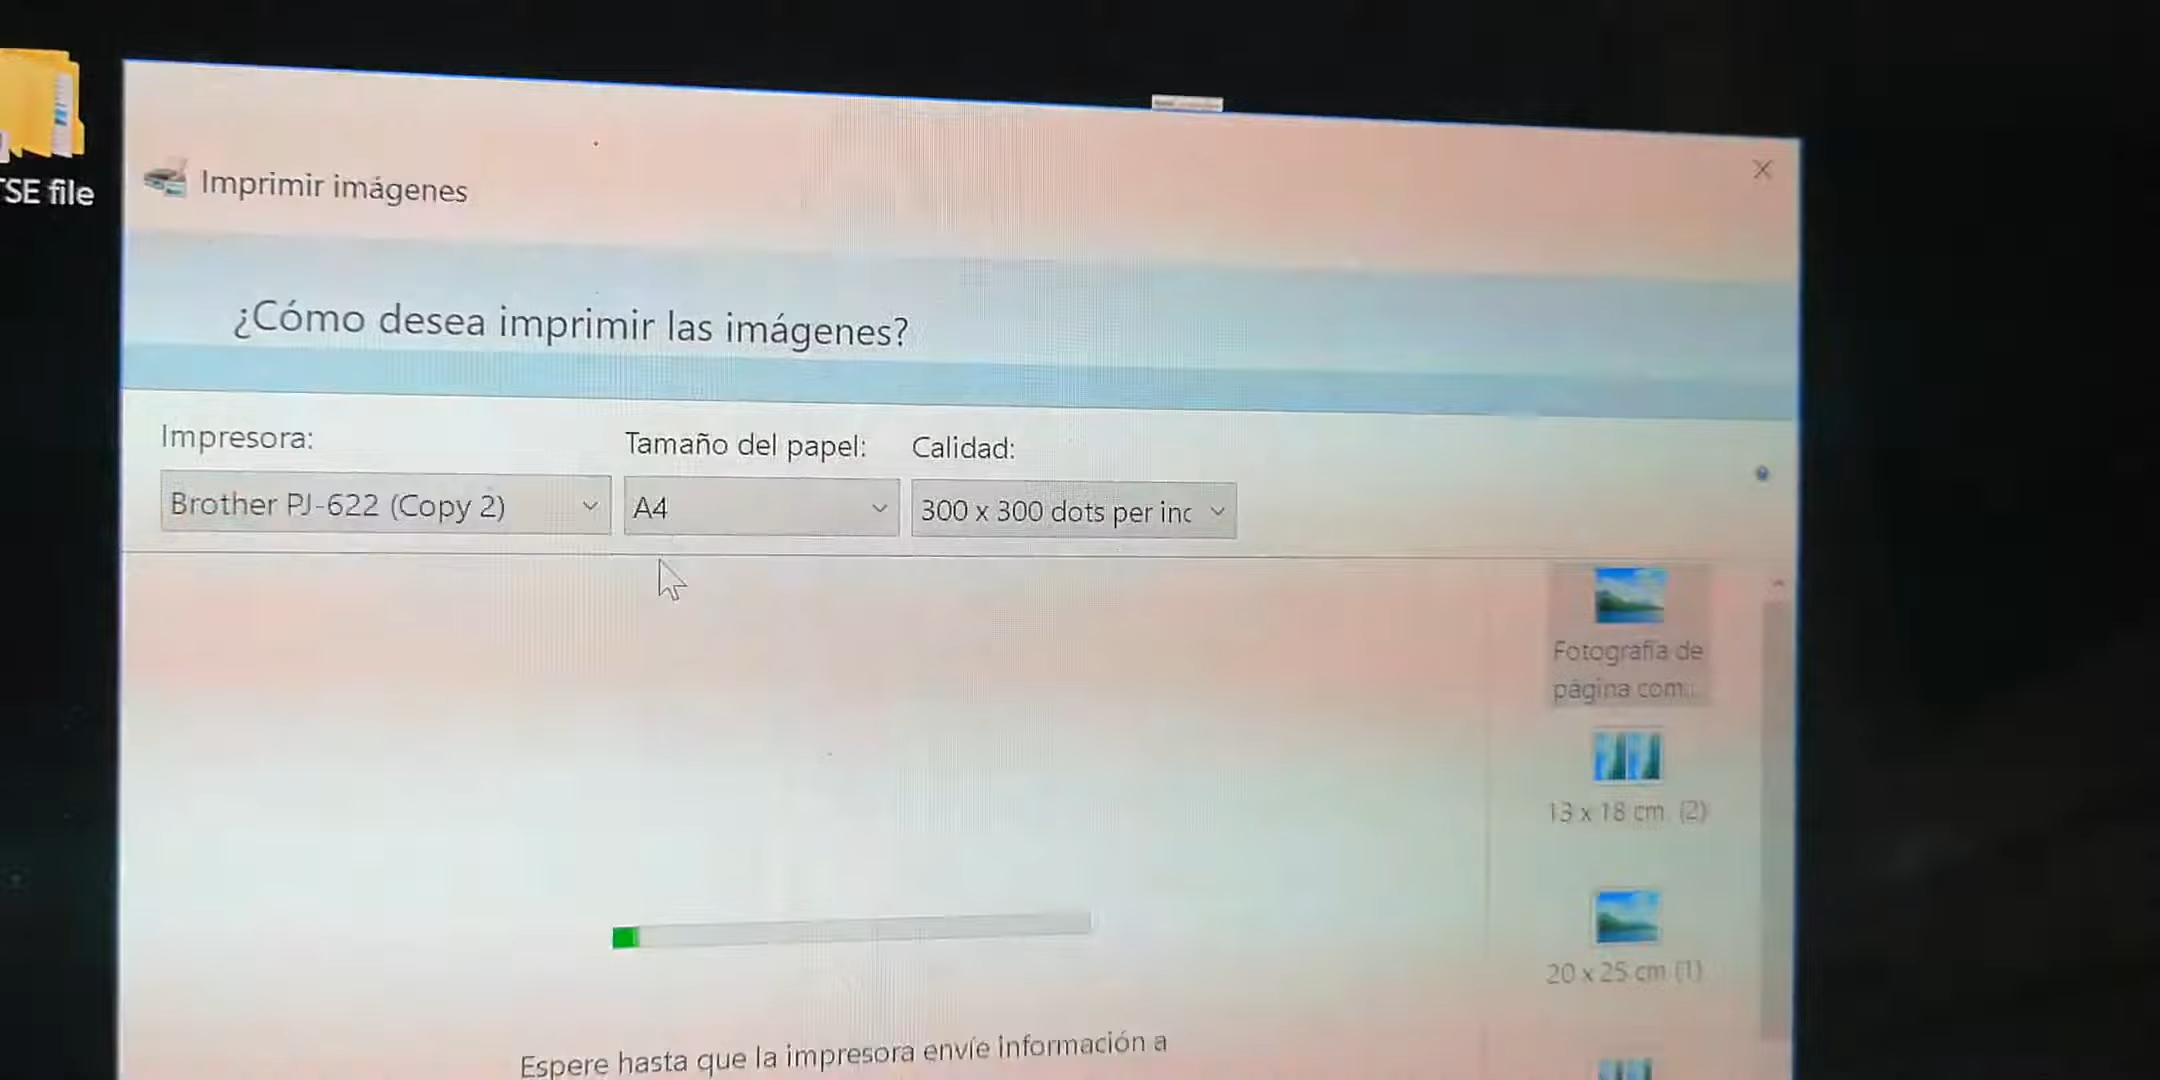 SE file
Imprimir imágenes
¿Cómo desea imprimir las imágenes?
Impresora:
Tamaño del papel:
Calidad:
Brother PJ-622 (Copy 2)
A4
300 x 300 dots per inc
Fotografía de
página com...
13 x 18 cm. (2)
20 x 25 cm (1)
Espere hasta que la impresora envíe información a